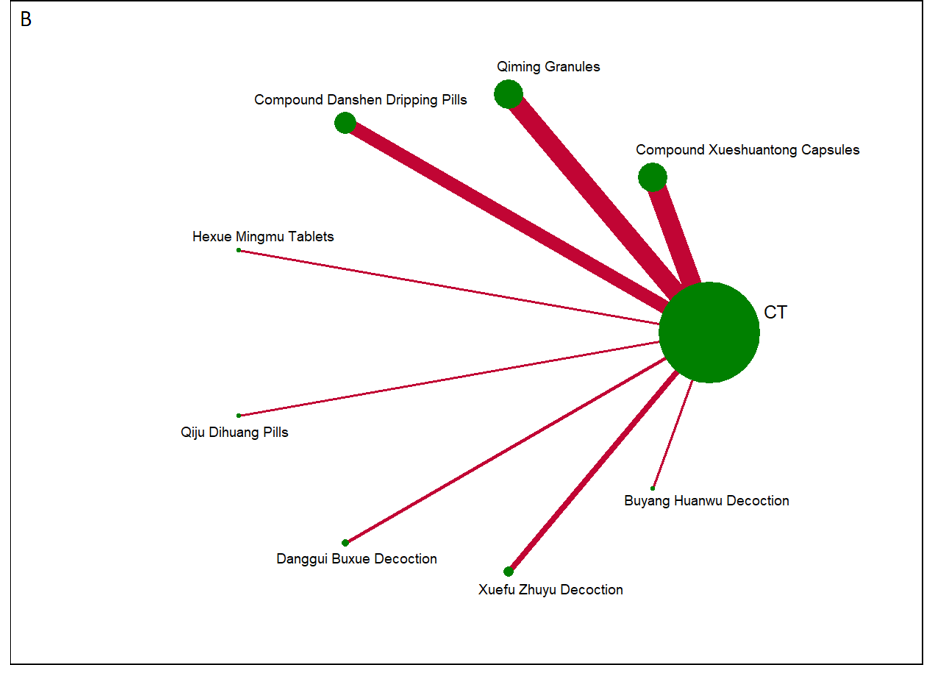 B
Qiming Granules
Compound Danshen Dripping Pills
Compound Xueshuantong Capsules
Hexue Mingmu Tablets
CT
Qiju Dihuang Pills
Buyang Huanwu Decoction
Danggui Buxue Decoction
Xuefu Zhuyu Decoction